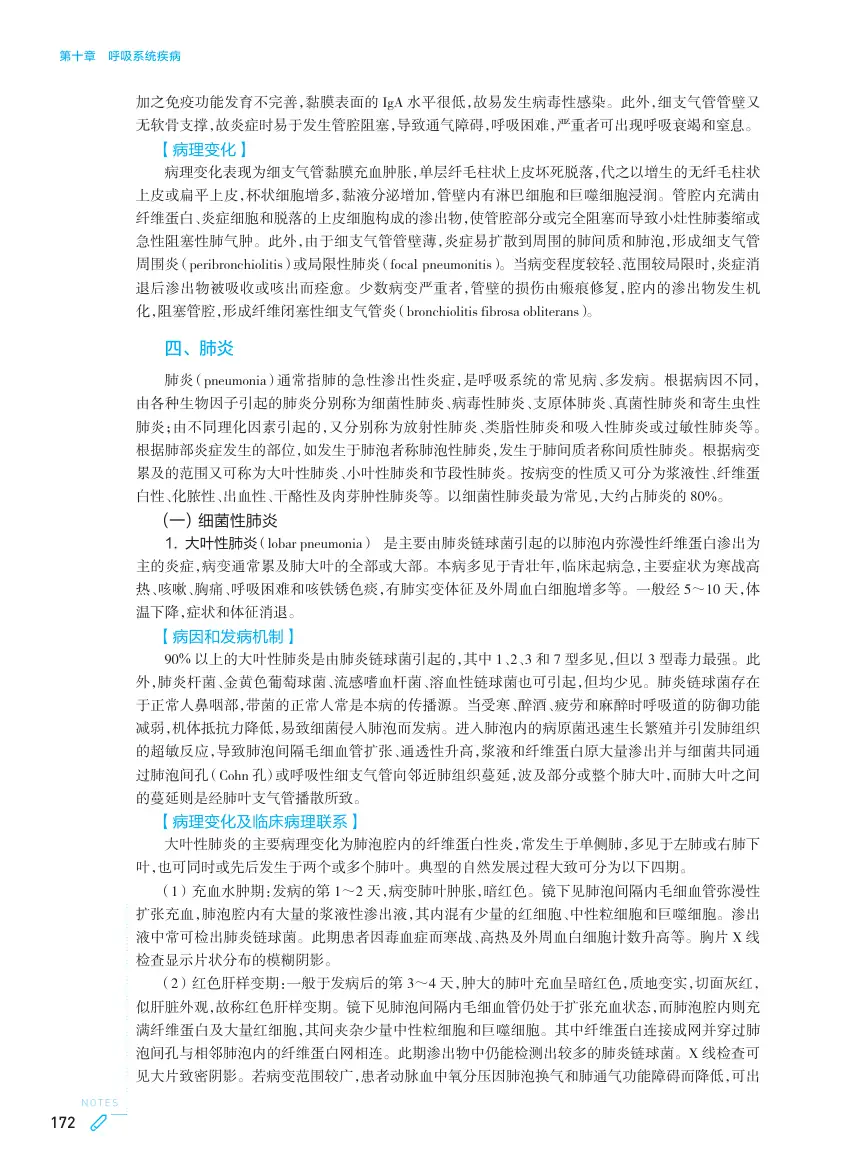 第十章 呼吸系统疾病
加之免疫功能发育不完善,黏膜表面的 IgA 水平很低,故易发生病毒性感染。此外,细支气管管壁又
无软骨支撑,故炎症时易于发生管腔阻塞,导致通气障碍,呼吸困难,严重者可出现呼吸衰竭和窒息。
【病理变化】
病理变化表现为细支气管黏膜充血肿胀,单层纤毛柱状上皮坏死脱落,代之以增生的无纤毛柱状
上皮或扁平上皮,杯状细胞增多,黏液分泌增加,管壁内有淋巴细胞和巨噬细胞浸润。管腔内充满由
纤维蛋白、炎症细胞和脱落的上皮细胞构成的渗出物,使管腔部分或完全阻塞而导致小灶性肺萎缩或
急性阻塞性肺气肿。此外,由于细支气管管壁薄,炎症易扩散到周围的肺间质和肺泡,形成细支气管
周围炎(peribronchiolitis)或局限性肺炎(focal pneumonitis)。当病变程度较轻、范围较局限时,炎症消
退后渗出物被吸收或咳出而痊愈。少数病变严重者,管壁的损伤由瘢痕修复,腔内的渗出物发生机
化,阻塞管腔,形成纤维闭塞性细支气管炎(bronchiolitis fibrosa obliterans)。
四、肺炎
肺炎(pneumonia)通常指肺的急性渗出性炎症,是呼吸系统的常见病、多发病。根据病因不同,
由各种生物因子引起的肺炎分别称为细菌性肺炎、病毒性肺炎、支原体肺炎、真菌性肺炎和寄生虫性
肺炎;由不同理化因素引起的,又分别称为放射性肺炎、类脂性肺炎和吸入性肺炎或过敏性肺炎等。
根据肺部炎症发生的部位,如发生于肺泡者称肺泡性肺炎,发生于肺间质者称间质性肺炎。根据病变
累及的范围又可称为大叶性肺炎、小叶性肺炎和节段性肺炎。按病变的性质又可分为浆液性、纤维蛋
白性、化脓性、出血性、干酪性及肉芽肿性肺炎等。以细菌性肺炎最为常见,大约占肺炎的 80%。
(一)细菌性肺炎
1. 大叶性肺炎(lobar pneumonia) 是主要由肺炎链球菌引起的以肺泡内弥漫性纤维蛋白渗出为
主的炎症,病变通常累及肺大叶的全部或大部。本病多见于青壮年,临床起病急,主要症状为寒战高
热、咳嗽、胸痛、呼吸困难和咳铁锈色痰,有肺实变体征及外周血白细胞增多等。一般经 5~10 天,体
温下降,症状和体征消退。
【病因和发病机制】
90% 以上的大叶性肺炎是由肺炎链球菌引起的,其中 1、2、3 和 7 型多见,但以 3 型毒力最强。此
外,肺炎杆菌、金黄色葡萄球菌、流感嗜血杆菌、溶血性链球菌也可引起,但均少见。肺炎链球菌存在
于正常人鼻咽部,带菌的正常人常是本病的传播源。当受寒、醉酒、疲劳和麻醉时呼吸道的防御功能
减弱,机体抵抗力降低,易致细菌侵入肺泡而发病。进入肺泡内的病原菌迅速生长繁殖并引发肺组织
的超敏反应,导致肺泡间隔毛细血管扩张、通透性升高,浆液和纤维蛋白原大量渗出并与细菌共同通
过肺泡间孔(Cohn 孔)或呼吸性细支气管向邻近肺组织蔓延,波及部分或整个肺大叶,而肺大叶之间
的蔓延则是经肺叶支气管播散所致。
【病理变化及临床病理联系】
大叶性肺炎的主要病理变化为肺泡腔内的纤维蛋白性炎,常发生于单侧肺,多见于左肺或右肺下
叶,也可同时或先后发生于两个或多个肺叶。典型的自然发展过程大致可分为以下四期。
(1)充血水肿期:发病的第 1~2 天,病变肺叶肿胀,暗红色。镜下见肺泡间隔内毛细血管弥漫性
扩张充血,肺泡腔内有大量的浆液性渗出液,其内混有少量的红细胞、中性粒细胞和巨噬细胞。渗出
液中常可检出肺炎链球菌。此期患者因毒血症而寒战、高热及外周血白细胞计数升高等。胸片 X 线
检查显示片状分布的模糊阴影。
(2)红色肝样变期:一般于发病后的第 3~4 天,肿大的肺叶充血呈暗红色,质地变实,切面灰红,
似肝脏外观,故称红色肝样变期。镜下见肺泡间隔内毛细血管仍处于扩张充血状态,而肺泡腔内则充
满纤维蛋白及大量红细胞,其间夹杂少量中性粒细胞和巨噬细胞。其中纤维蛋白连接成网并穿过肺
泡间孔与相邻肺泡内的纤维蛋白网相连。此期渗出物中仍能检测出较多的肺炎链球菌。X 线检查可
见大片致密阴影。若病变范围较广,患者动脉血中氧分压因肺泡换气和肺通气功能障碍而降低,可出
NOTES
172